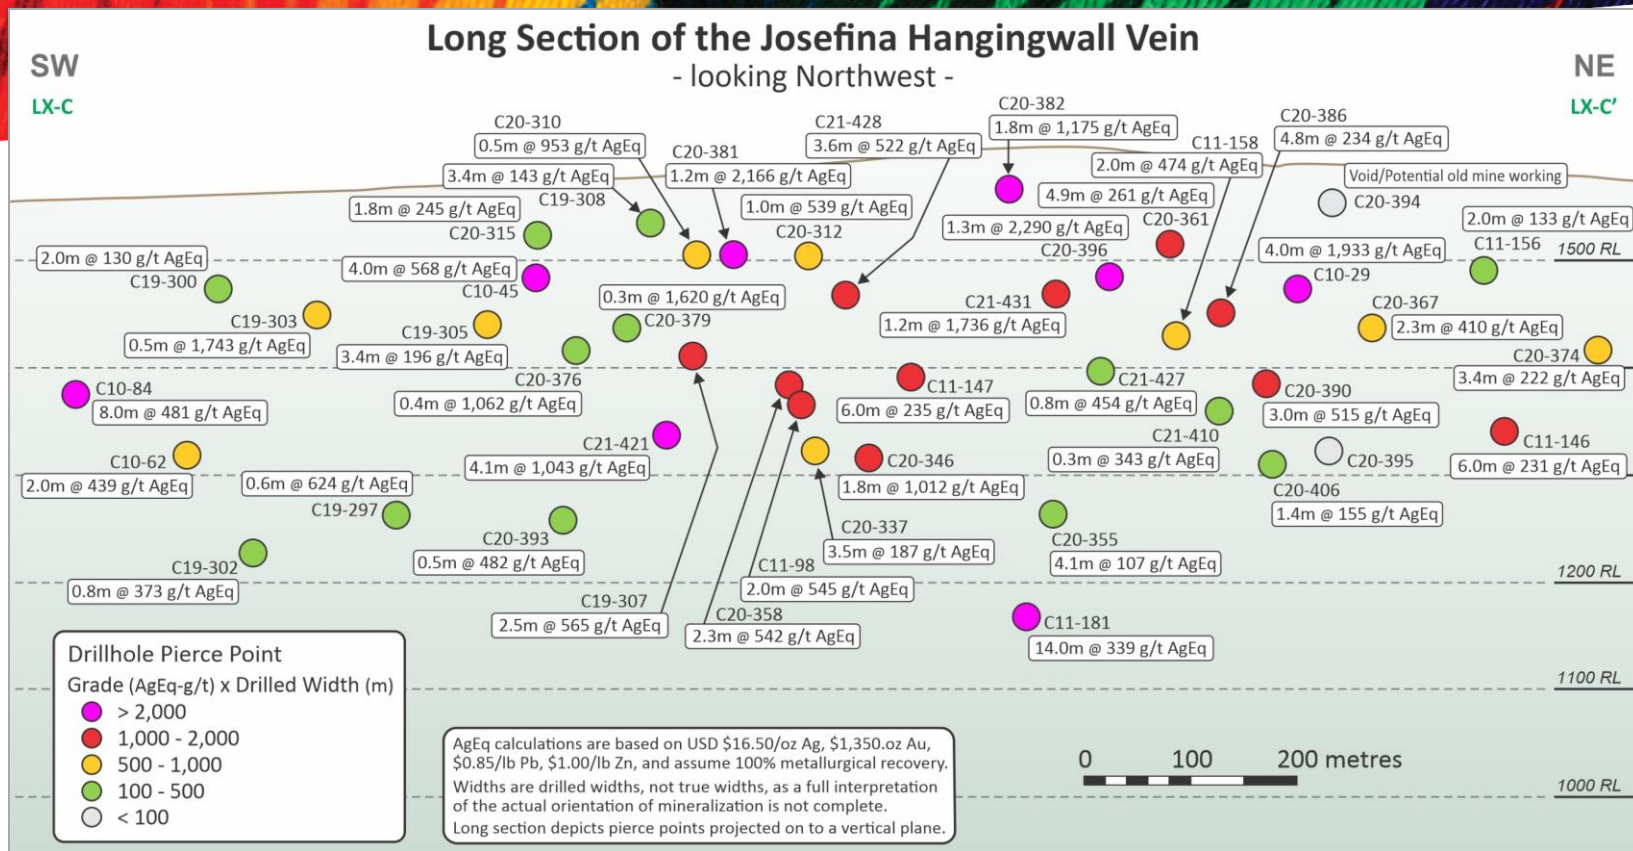 Long Section of the Josefina Hangingwall Vein
- looking Northwest -
SW
LX-C
NE
LX-C'
C20-310
0.5m @ 953 g/t AgEq
3.4m @ 143 g/t AgEq
C19-308
C20-381
1.2m @ 2,166 g/t AgEq
C21-428
3.6m @ 522 g/t AgEq
C20-382
1.8m @ 1,175 g/t AgEq
C11-158
2.0m @ 474 g/t AgEq
C20-386
4.8m @ 234 g/t AgEq
Void/Potential old mine working
C20-394
1.8m @ 245 g/t AgEq
C20-315
1.0m @ 539 g/t AgEq
C20-312
4.9m @ 261 g/t AgEq
C20-361
1.3m @ 2,290 g/t AgEq
C20-396
2.0m @ 133 g/t AgEq
C11-156
1500 RL
2.0m @ 130 g/t AgEq
C19-300
4.0m @ 568 g/t AgEq
C10-45
4.0m @ 1,933 g/t AgEq
C10-29
0.3m @ 1,620 g/t AgEq
C20-379
C21-431
1.2m @ 1,736 g/t AgEq
C20-367
2.3m @ 410 g/t AgEq
C19-303
0.5m @ 1,743 g/t AgEq
C19-305
3.4m @ 196 g/t AgEq
C20-374
3.4m @ 222 g/t AgEq
C20-376
0.4m @ 1,062 g/t AgEq
C10-84
8.0m @ 481 g/t AgEq
C11-147
6.0m @ 235 g/t AgEq
C21-427
0.8m @ 454 g/t AgEq
C20-390
3.0m @ 515 g/t AgEq
C21-410
0.3m @ 343 g/t AgEq
C20-395
C11-146
6.0m @ 231 g/t AgEq
C21-421
4.1m @ 1,043 g/t AgEq
C10-62
2.0m @ 439 g/t AgEq
C20-346
1.8m @ 1,012 g/t AgEq
C20-406
1.4m @ 155 g/t AgEq
0.6m @ 624 g/t AgEq
C19-297
C20-393
0.5m @ 482 g/t AgEq
C20-337
3.5m @ 187 g/t AgEq
C20-355
4.1m @ 107 g/t AgEq
C19-302
0.8m @ 373 g/t AgEq
C11-98
2.0m @ 545 g/t AgEq
1200 RL
C19-307
2.5m @ 565 g/t AgEq
C20-358
2.3m @ 542 g/t AgEq
C11-181
14.0m @ 339 g/t AgEq
1100 RL
1000 RL
Drillhole Pierce Point
Grade (AgEq-g/t) x Drilled Width (m)
> 2,000
1,000 - 2,000
500 - 1,000
100 - 500
< 100
AgEq calculations are based on USD $16.50/oz Ag, $1,350.oz Au,
$0.85/lb Pb, $1.00/lb Zn, and assume 100% metallurgical recovery.
Widths are drilled widths, not true widths, as a full interpretation
of the actual orientation of mineralization is not complete.
Long section depicts pierce points projected on to a vertical plane.
0 100 200 metres